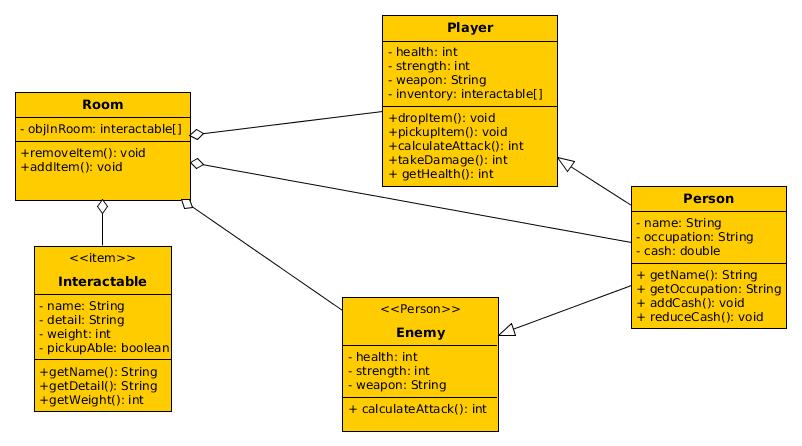 Player
- health: int
- strength: int
- weapon: String
- inventory: interactable[]
+dropItem(): void
+pickupItem(): void
+calculateAttack(): int
+takeDamage(): int
+ getHealth(): int
Room
- objInRoom: interactable[]
+removeItem(): void
+addItem(): void
Person
- name: String
- occupation: String
- cash: double
+ getName(): String
+ getOccupation: String
+ addCash(): void
+ reduceCash(): void
<<item>>
Interactable
- name: String
- detail: String
- weight: int
- pickupAble: boolean
+getName(): String
+getDetail(): String
+getWeight(): int
<<Person>>
Enemy
- health: int
- strength: int
- weapon: String
+ calculateAttack(): int